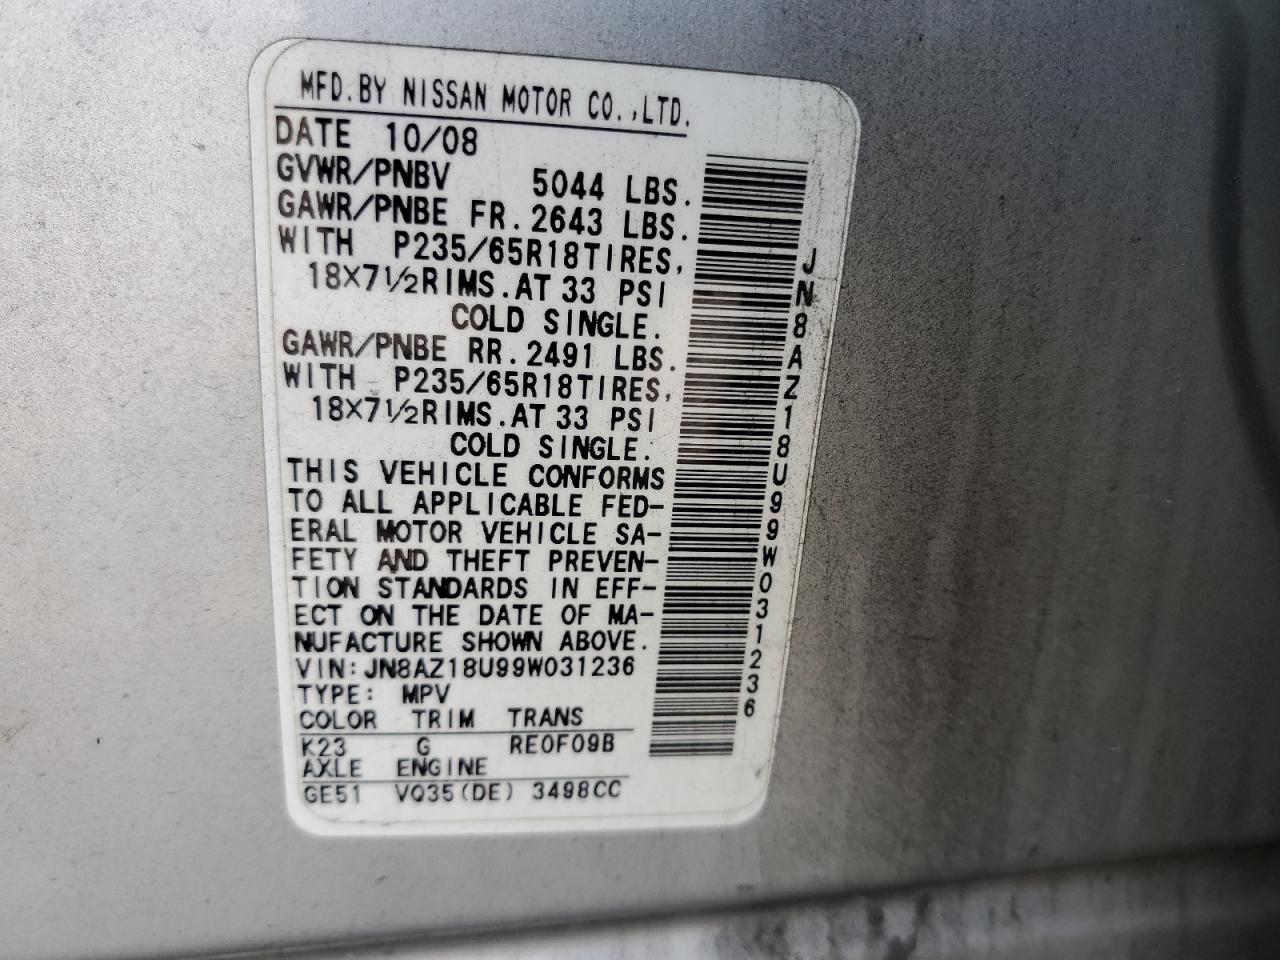 MFD.BY NISSAN MOTOR CO.,LTD.
DATE 10/08
GVWR/PNBV 5044 LBS.
GAWR/PNBE FR.2643 LBS.
WITH P235/65R18TIRES,
18X7½RIMS.AT 33 PSI
COLD SINGLE.
GAWR/PNBE RR.2491 LBS.
WITH P235/65R18TIRES,
18X7½RIMS.AT 33 PSI
COLD SINGLE.
THIS VEHICLE CONFORMS
TO ALL APPLICABLE FED-
ERAL MOTOR VEHICLE SA-
FETY AND THEFT PREVEN-
TION STANDARDS IN EFF-
ECT ON THE DATE OF MA-
NUFACTURE SHOWN ABOVE.
VIN:JN8AZ18U99W031236
TYPE: MPV
COLOR TRIM TRANS
K23 G RE0F09B
AXLE ENGINE
GE51 VQ35(DE) 3498CC
JN8AZ18U99W031236